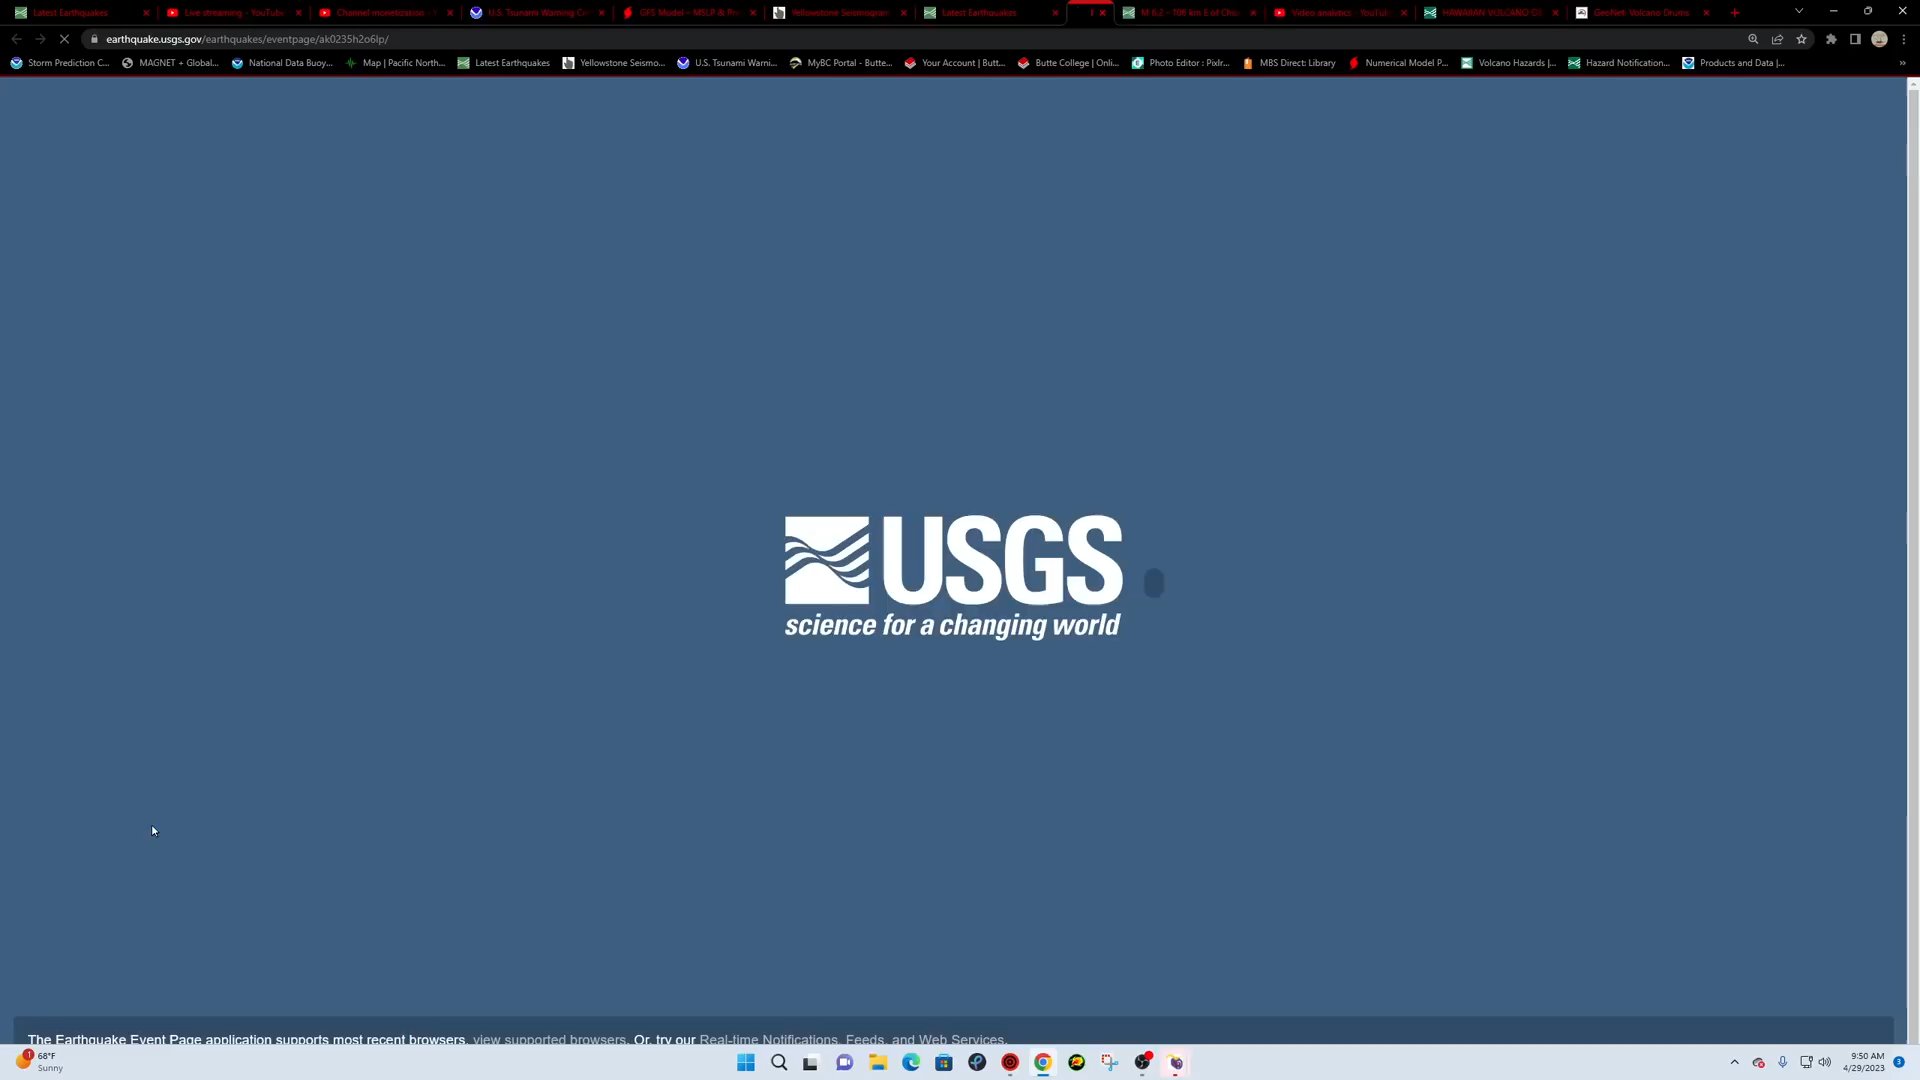 Latest Earthquakes
Live streaming - YouTube
Channel monetization
U.S. Tsunami Warning Ce
GFS Model – MSLP & Pre
Yellowstone Seismogram
Latest Earthquakes
M 6.2 - 106 km E of Cha
Video analytics - YouTub
HAWAIIAN VOLCANO O
GeoNet: Volcano Drums
earthquake.usgs.gov/earthquakes/eventpage/ak0235h2o6lp/
Storm Prediction C...
MAGNET + Global...
National Data Buoy...
Map | Pacific North...
Latest Earthquakes
Yellowstone Seismo...
U.S. Tsunami Warni...
MyBC Portal - Butte...
Your Account | Butt...
Butte College | Onli...
Photo Editor : Pixlr...
MBS Direct: Library
Numerical Model P...
Volcano Hazards |...
Hazard Notification...
Products and Data |...
USGS
science for a changing world
The Earthquake Event Page application supports most recent browsers, view supported browsers. Or, try our Real-time Notifications, Feeds, and Web Services.
1
68°F
Sunny
9:50 AM
4/29/2023
3